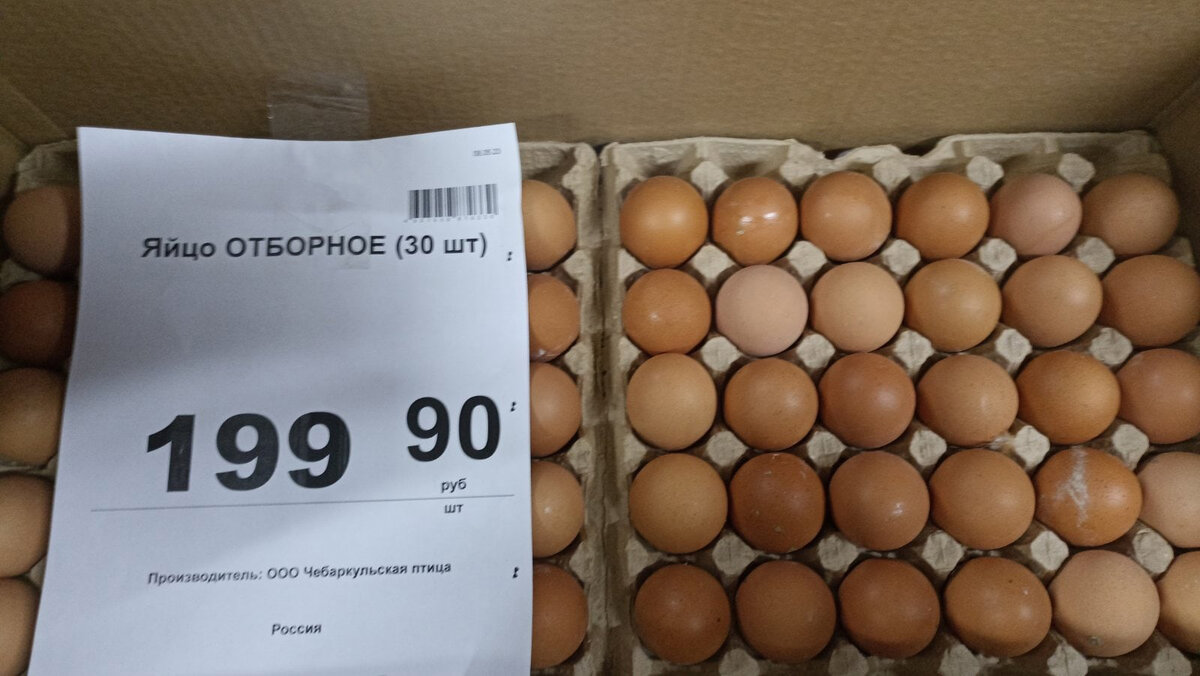 Яйцо ОТБОРНОЕ (30 шт)
199 90
руб
шт
Производитель: ООО Чебаркульская птица
Россия